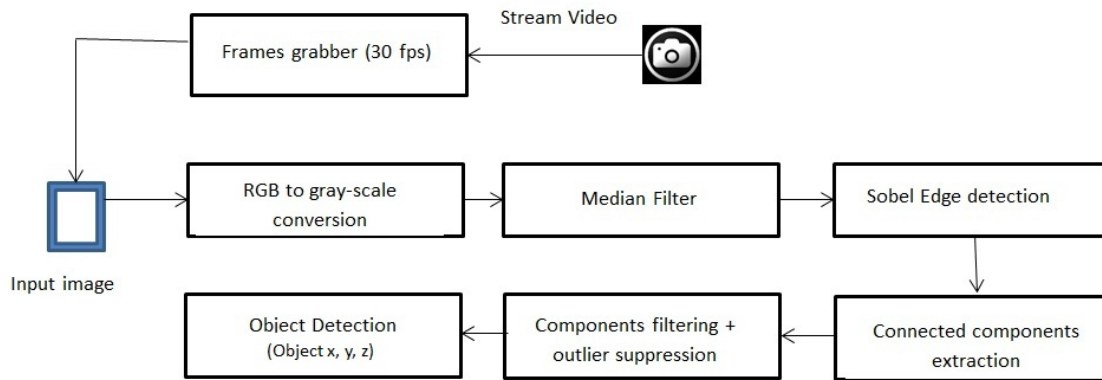 Stream Video
Frames grabber (30 fps)
RGB to gray-scale
conversion
Median Filter
Sobel Edge detection
Input image
Object Detection
(Object x, y, z)
Components filtering +
outlier suppression
Connected components
extraction